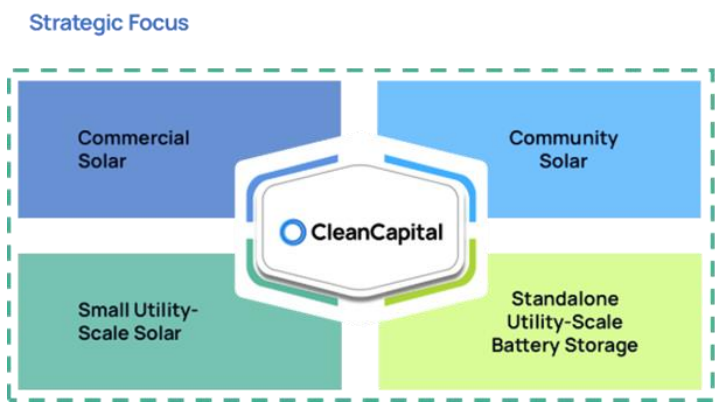 Strategic Focus
Commercial
Solar
Community
Solar
CleanCapital
Small Utility-
Scale Solar
Standalone
Utility-Scale
Battery Storage